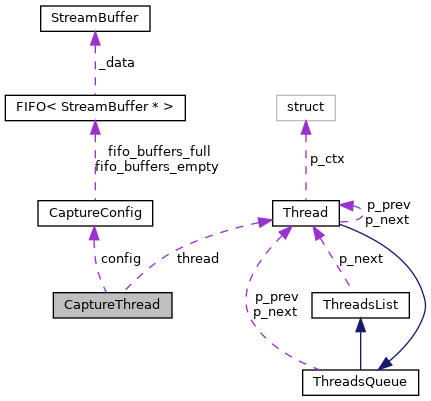 StreamBuffer
_data
FIFO< StreamBuffer * >
struct
fifo_buffers_full
fifo_buffers_empty
p_ctx
CaptureConfig
Thread
p_prev
p_next
config
thread
p_next
CaptureThread
p_prev
p_next
ThreadsList
ThreadsQueue